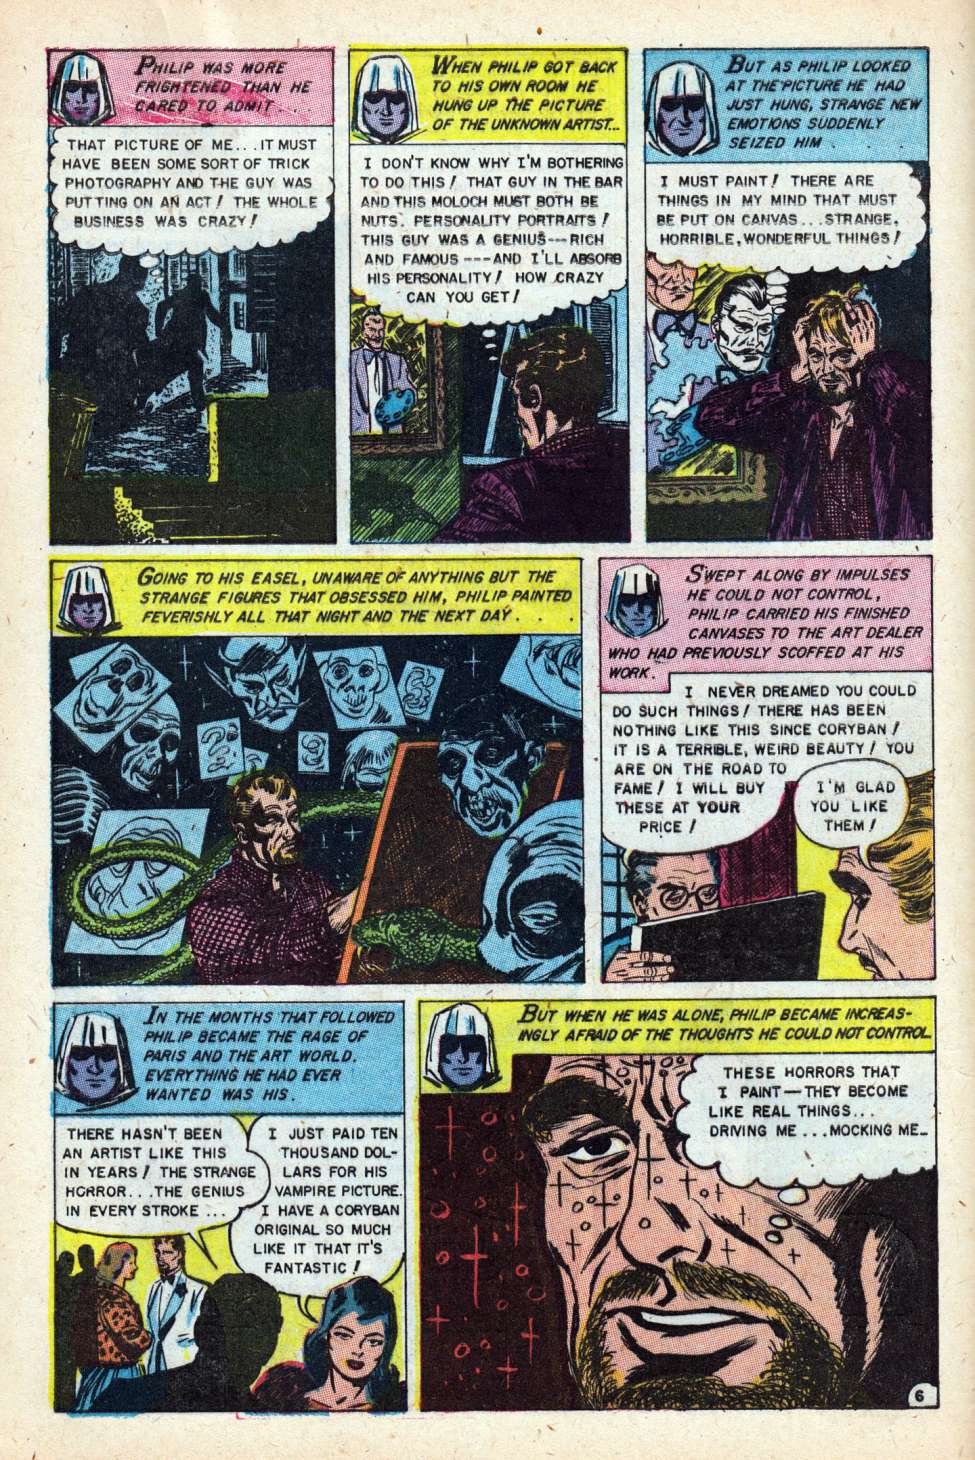 PHILIP WAS MORE
FRIGHTENED THAN HE
CARED TO ADMIT....
THAT PICTURE OF ME...IT MUST
HAVE BEEN SOME SORT OF TRICK
PHOTOGRAPHY AND THE GUY WAS
PUTTING ON AN ACT! THE WHOLE
BUSINESS WAS CRAZY!
WHEN PHILIP GOT BACK
TO HIS OWN ROOM HE
HUNG UP THE PICTURE
OF THE UNKNOWN ARTIST...
I DON'T KNOW WHY I'M BOTHERING
TO DO THIS! THAT GUY IN THE BAR
AND THIS MOLOCH MUST BOTH BE
NUTS. PERSONALITY PORTRAITS!
THIS GUY WAS A GENIUS---RICH
AND FAMOUS---AND I'LL ABSORB
HIS PERSONALITY! HOW CRAZY
CAN YOU GET!
BUT AS PHILIP LOOKED
AT THE PICTURE HE HAD
JUST HUNG, STRANGE NEW
EMOTIONS SUDDENLY
SEIZED HIM.
I MUST PAINT! THERE ARE
THINGS IN MY MIND THAT MUST
BE PUT ON CANVAS...STRANGE,
HORRIBLE, WONDERFUL THINGS!
GOING TO HIS EASEL, UNAWARE OF ANYTHING BUT THE
STRANGE FIGURES THAT OBSESSED HIM, PHILIP PAINTED
FEVERISHLY ALL THAT NIGHT AND THE NEXT DAY....
SWEPT ALONG BY IMPULSES
HE COULD NOT CONTROL,
PHILIP CARRIED HIS FINISHED
CANVASES TO THE ART DEALER
WHO HAD PREVIOUSLY SCOFFED AT HIS
WORK.
I NEVER DREAMED YOU COULD
DO SUCH THINGS! THERE HAS BEEN
NOTHING LIKE THIS SINCE CORYBAN!
IT IS A TERRIBLE, WEIRD BEAUTY! YOU
ARE ON THE ROAD TO
FAME! I WILL BUY
THESE AT YOUR
PRICE!
I'M GLAD
YOU LIKE
THEM!
IN THE MONTHS THAT FOLLOWED
PHILIP BECAME THE RAGE OF
PARIS AND THE ART WORLD.
EVERYTHING HE HAD EVER
WANTED WAS HIS.
THERE HASN'T BEEN
AN ARTIST LIKE THIS
IN YEARS! THE STRANGE
HORROR...THE GENIUS
IN EVERY STROKE...
I JUST PAID TEN
THOUSAND DOL-
LARS FOR HIS
VAMPIRE PICTURE.
I HAVE A CORYBAN
ORIGINAL SO MUCH
LIKE IT THAT IT'S
FANTASTIC!
BUT WHEN HE WAS ALONE, PHILIP BECAME INCREAS-
INGLY AFRAID OF THE THOUGHTS HE COULD NOT CONTROL.
THESE HORRORS THAT
I PAINT—THEY BECOME
LIKE REAL THINGS...
DRIVING ME...MOCKING ME...
6